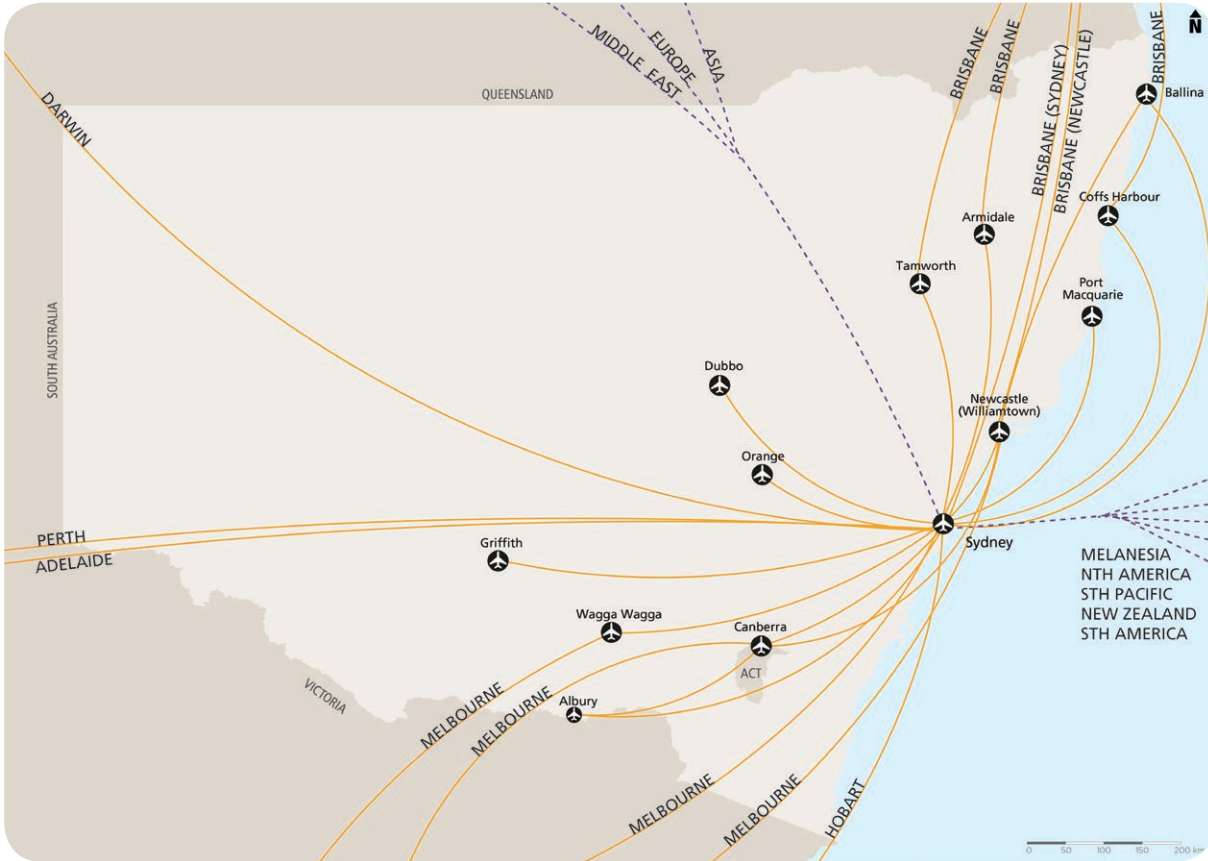 N
MIDDLE EAST
EUROPE
ASIA
BRISBANE
BRISBANE
BRISBANE (SYDNEY)
BRISBANE (NEWCASTLE)
BRISBANE
Ballina
QUEENSLAND
DARWIN
Coffs Harbour
Armidale
Tamworth
Port
Macquarie
SOUTH AUSTRALIA
Dubbo
Newcastle
(Williamtown)
Orange
PERTH
ADELAIDE
Griffith
Sydney
MELANESIA
NTH AMERICA
STH PACIFIC
NEW ZEALAND
STH AMERICA
Wagga Wagga
Canberra
ACT
VICTORIA
Albury
MELBOURNE
MELBOURNE
MELBOURNE
MELBOURNE
HOBART
0 50 100 150 200 km